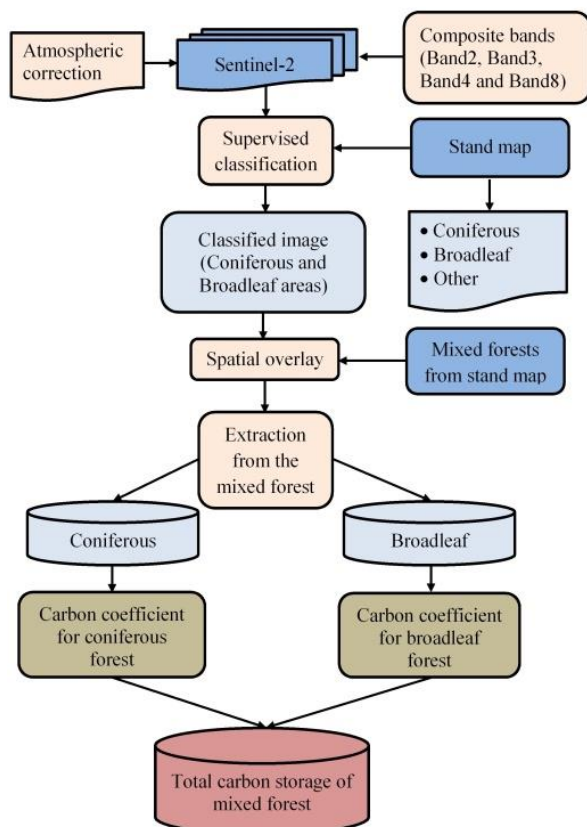 Atmospheric
correction
Sentinel-2
Composite bands
(Band2, Band3,
Band4 and Band8)
Supervised
classification
Stand map
Classified image
(Coniferous and
Broadleaf areas)
• Coniferous
• Broadleaf
• Other
Spatial overlay
Mixed forests
from stand map
Extraction
from the
mixed forest
Coniferous
Broadleaf
Carbon coefficient
for coniferous
forest
Carbon coefficient
for broadleaf
forest
Total carbon storage of
mixed forest